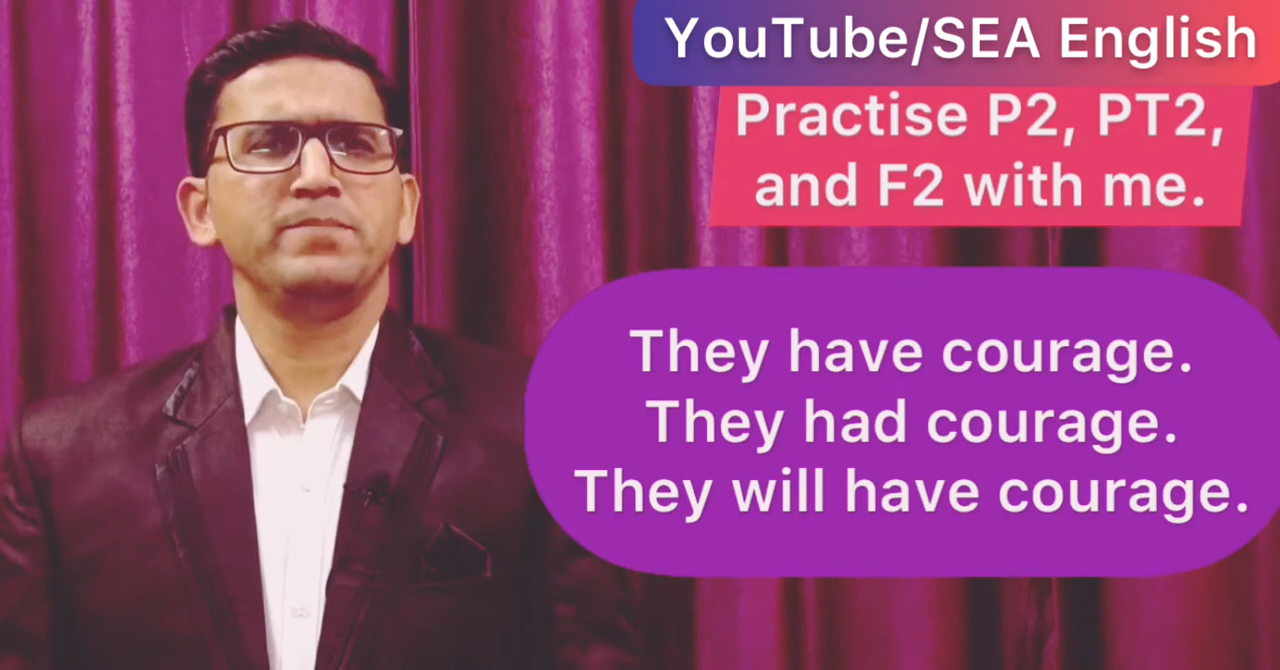 YouTube/SEA English
Practise P2, PT2,
and F2 with me.
They have courage.
They had courage.
They will have courage.